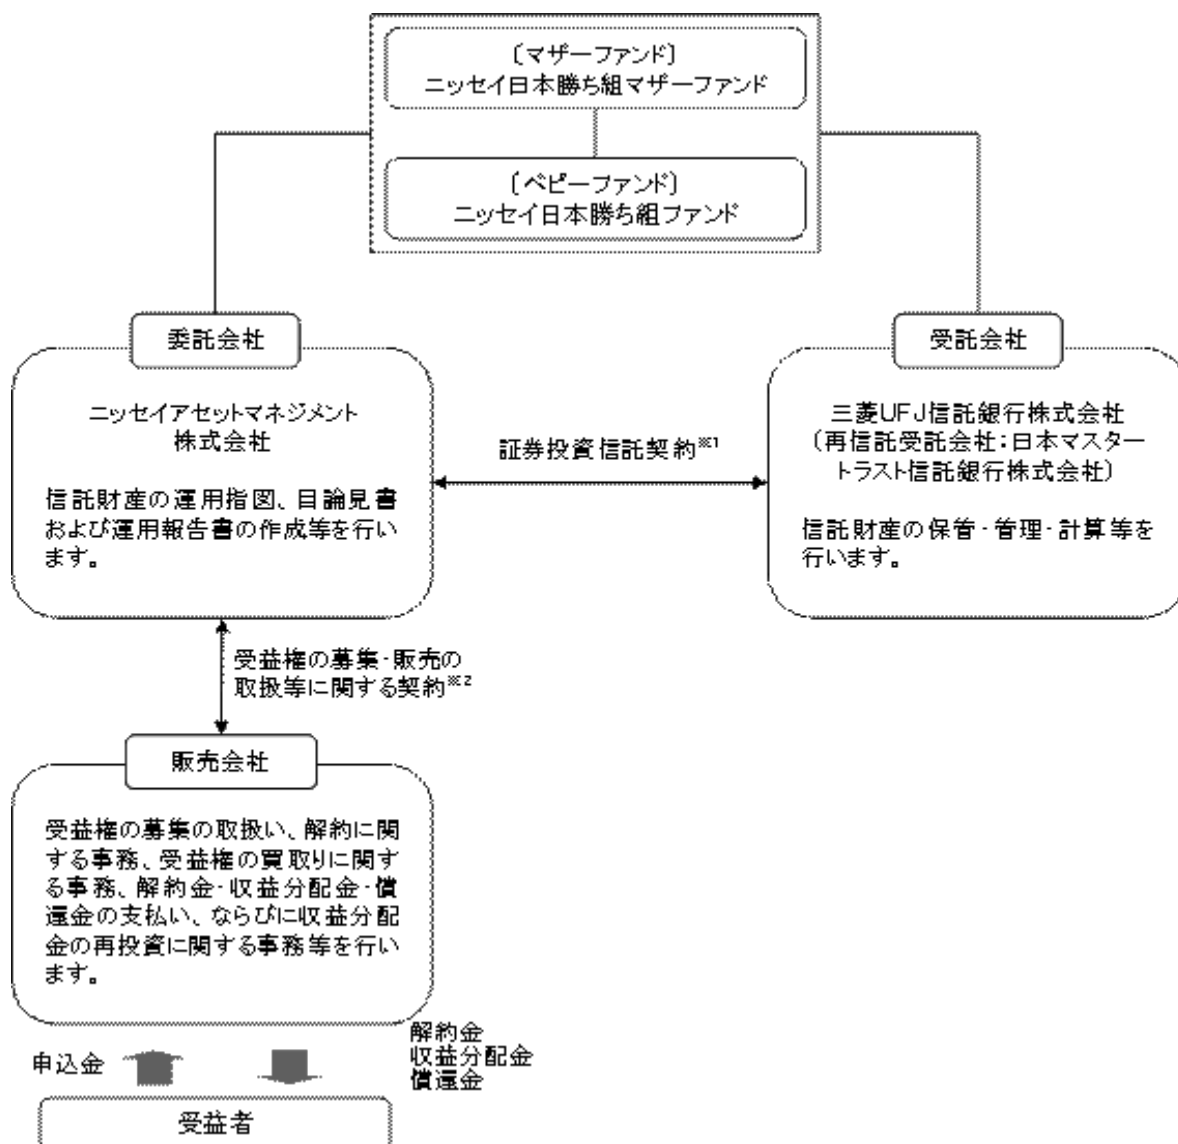 〔マザーファンド〕
ニッセイ日本勝ち組マザーファンド
〔ベビーファンド〕
ニッセイ日本勝ち組ファンド
委託会社
ニッセイアセットマネジメント
株式会社
信託財産の運用指図、目論見書
および運用報告書の作成等を行い
ます。
証券投資信託契約※1
受託会社
三菱UFJ信託銀行株式会社
（再信託受託会社：日本マスター
トラスト信託銀行株式会社）
信託財産の保管・管理・計算等を
行います。
受益権の募集・販売の
取扱等に関する契約※2
販売会社
受益権の募集の取扱い、解約に関
する事務、受益権の買取りに関す
る事務、解約金・収益分配金・償
還金の支払い、ならびに収益分配
金の再投資に関する事務等を行い
ます。
申込金
解約金
収益分配金
償還金
受益者